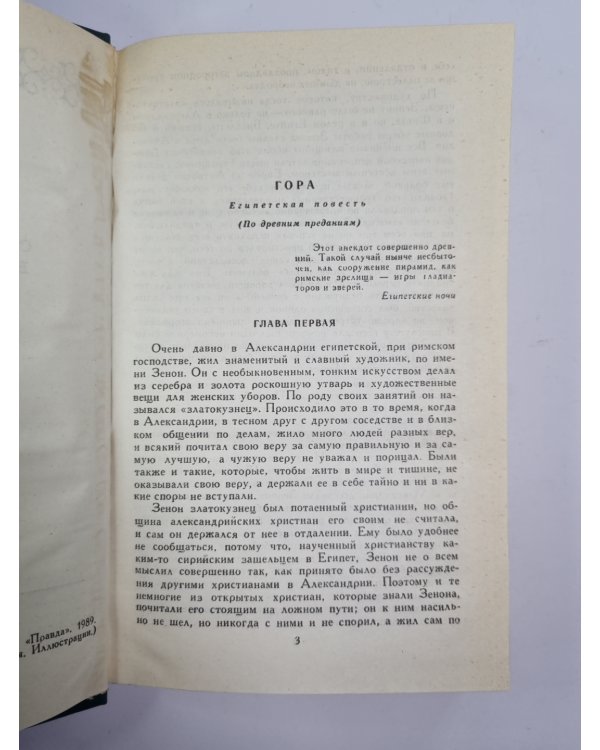 ГОРА
Египетская повесть
(По древним преданиям)
Этот анекдот совершенно древ-
ний. Такой случай нынче несбыто-
чен, как сооружение пирамид, как
римские зрелища — игры гладиа-
торов и зверей.
Египетские ночи
ГЛАВА ПЕРВАЯ
Очень давно в Александрии египетской, при римском
господстве, жил знаменитый и славный художник, по име-
ни Зенон. Он с необыкновенным, тонким искусством делал
из серебра и золота роскошную утварь и художественные
вещи для женских уборов. По роду своих занятий он на-
зывался «златокузнец». Происходило это в то время, когда
в Александрии, в тесном друг с другом соседстве и в близ-
ком общении по делам, жило много людей разных вер,
и всякий почитал свою веру за самую правильную и за са-
мую лучшую, а чужую веру не уважал и порицал. Были
также и такие, которые, чтобы жить в мире и тишине, не
оказывали свою веру, а держали ее в себе тайно и ни в ка-
кие споры не вступали.
Зенон златокузнец был потаенный христианин, но об-
щина александрийских христиан его своим не считала,
и сам он держался от нее в отдалении. Ему было удобнее
не сообщаться, потому что, наученный христианству ка-
ким-то сирийским зашельцем в Египет, Зенон не о всем
мыслил совершенно так, как принято было без рассужде-
ния другими христианами в Александрии. Поэтому и те
немногие из открытых христиан, которые знали Зенона,
почитали его стоящим на ложном пути; он к ним насиль-
но не шел, но никогда с ними и не спорил, а жил сам по
3
«Правда». 1989.
Иллюстрации.)